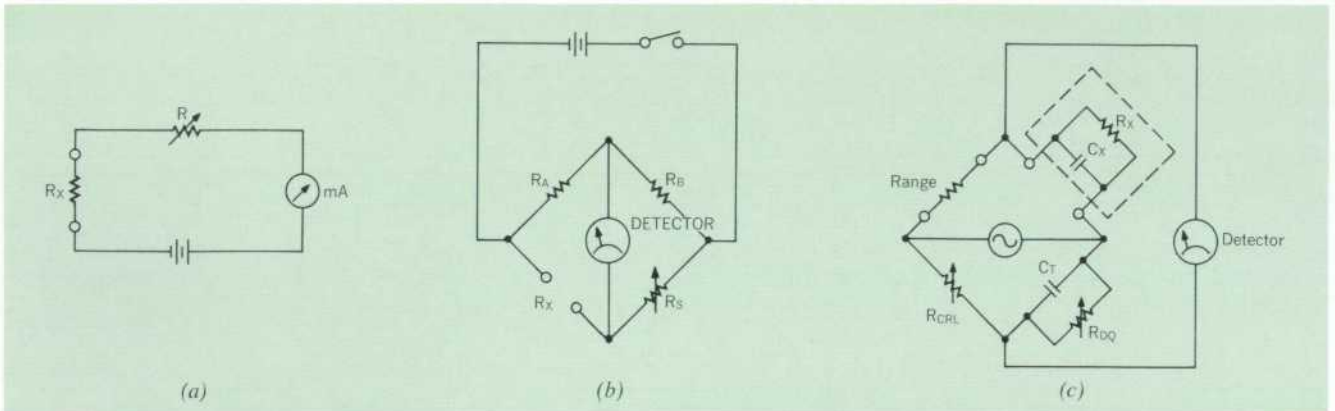 R
Rx
mA
(a)
RA
RB
DETECTOR
Rx
Rs
(b)
Rx
Cx
Range
Detector
CT
RCRL
RDQ
(c)